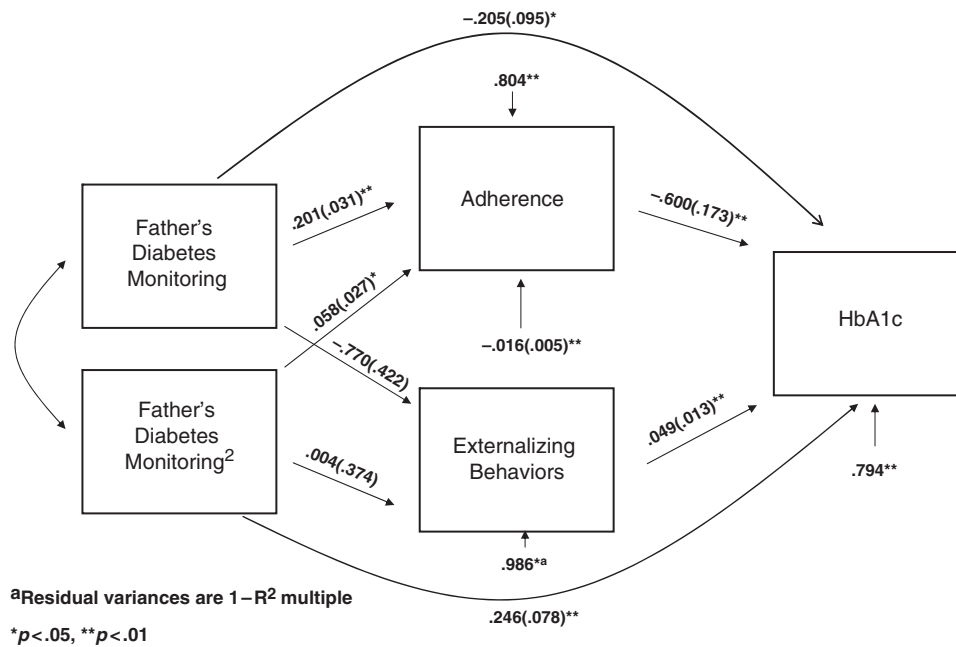 –.205(.095)*
.804**
Adherence
Father's
Diabetes
Monitoring
.201(.031)**
–.600(.173)**
HbA1c
.058(.027)*
–.770(.422)
–.016(.005)**
Father's
Diabetes
Monitoring2
.004(.374)
Externalizing
Behaviors
.049(.013)**
.794**
.986*a
.246(.078)**
aResidual variances are 1–R2 multiple
*p<.05, **p<.01